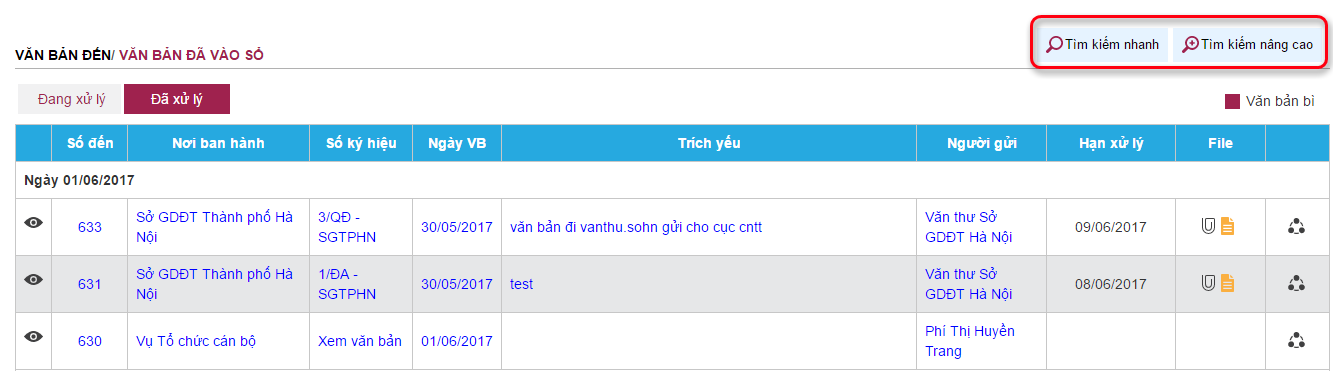 Tìm kiếm nhanh Tìm kiếm nâng cao
VĂN BẢN ĐẾN/ VĂN BẢN ĐÃ VÀO SỔ
Đang xử lý Đã xử lý
Văn bản bì
Số đến Nơi ban hành Số ký hiệu Ngày VB Trích yếu Người gửi Hạn xử lý File
Ngày 01/06/2017
633 Sở GDĐT Thành phố Hà Nội 3/QĐ - SGTPHN 30/05/2017 văn bản đi vanthu.sohn gửi cho cục cntt Văn thư Sở GDĐT Hà Nội 09/06/2017
631 Sở GDĐT Thành phố Hà Nội 1/ĐA - SGTPHN 30/05/2017 test Văn thư Sở GDĐT Hà Nội 08/06/2017
630 Vụ Tổ chức cán bộ Xem văn bản 01/06/2017 Phí Thị Huyền Trang